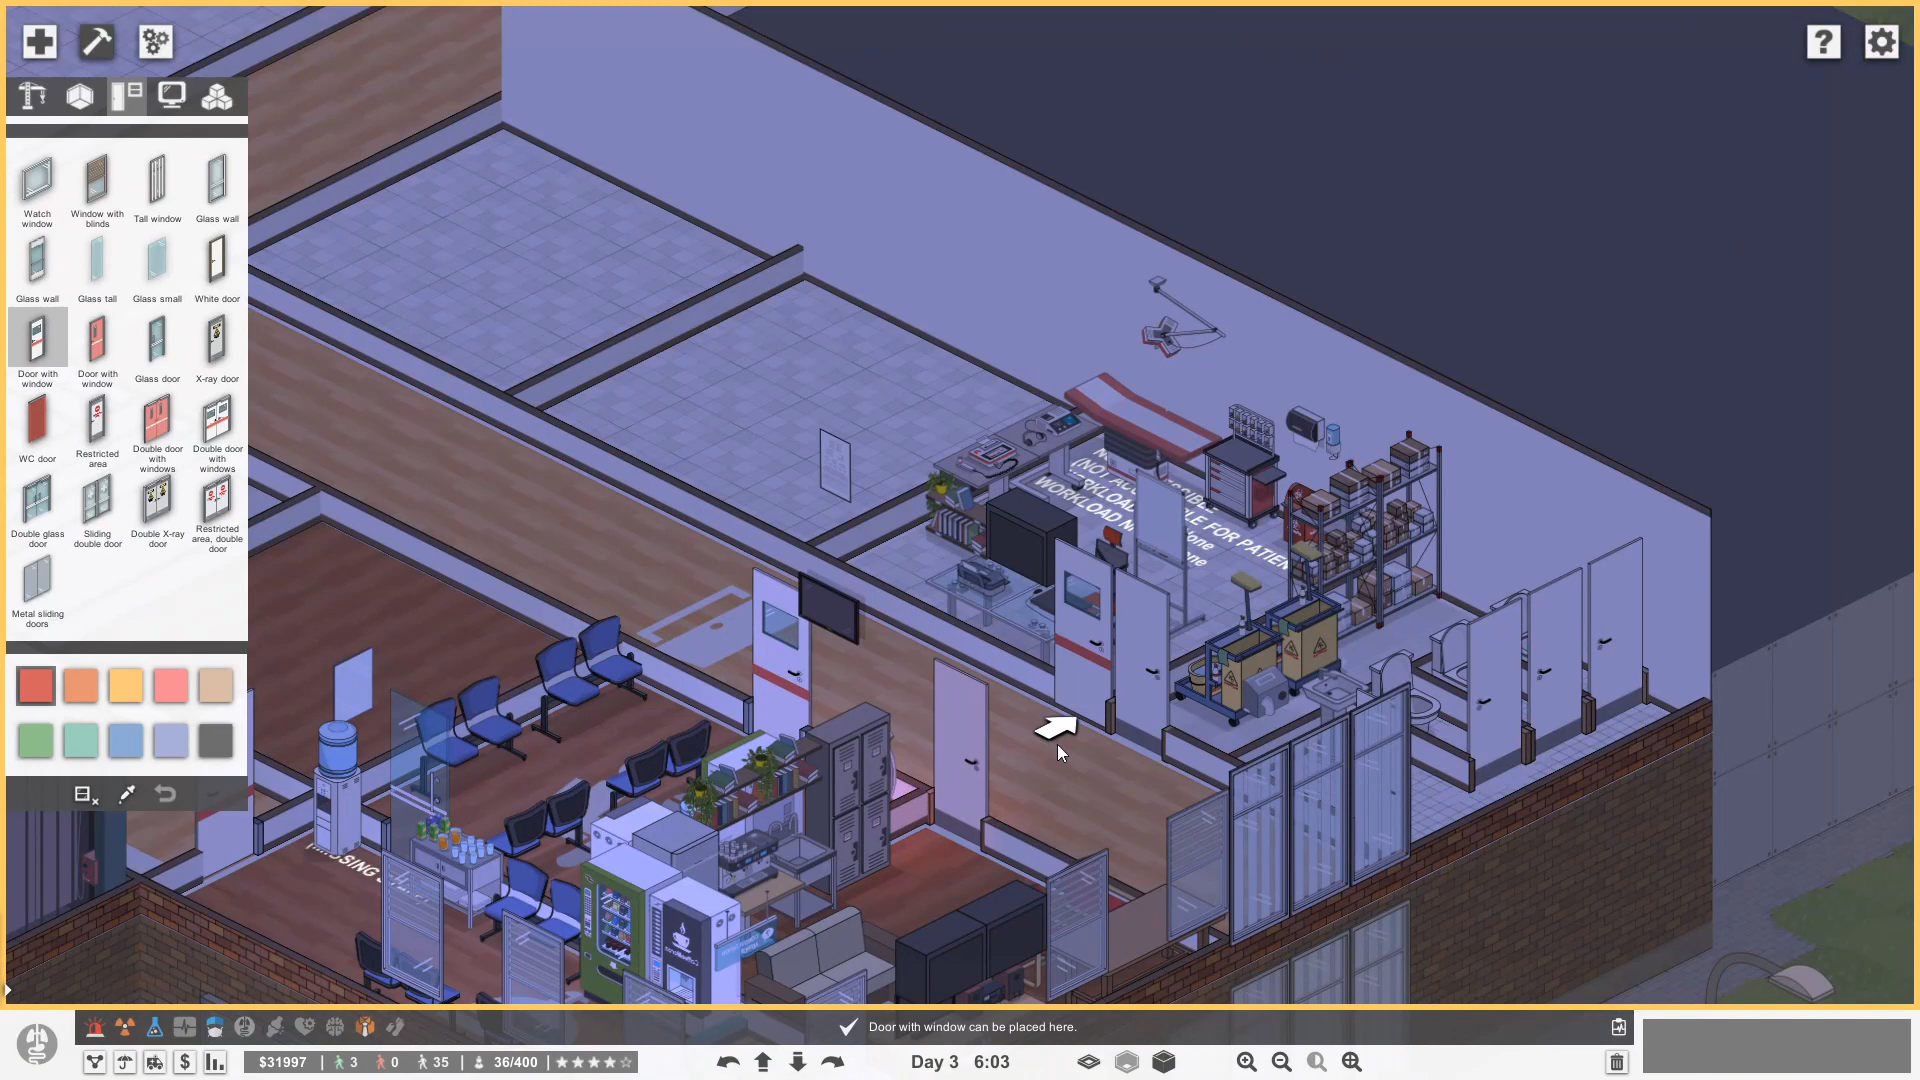 ?
Watch window
Window with blinds
Tall window
Glass wall
Glass wall
Glass tall
Glass small
White door
Door with window
Door with window
Glass door
X-ray door
WC door
Restricted area
Double door with windows
Double door with windows
Double glass door
Sliding double door
Double X-ray door
Restricted area, double door
Metal sliding doors
Door with window can be placed here.
$31997
3
0
35
36/400
Day 3 6:03